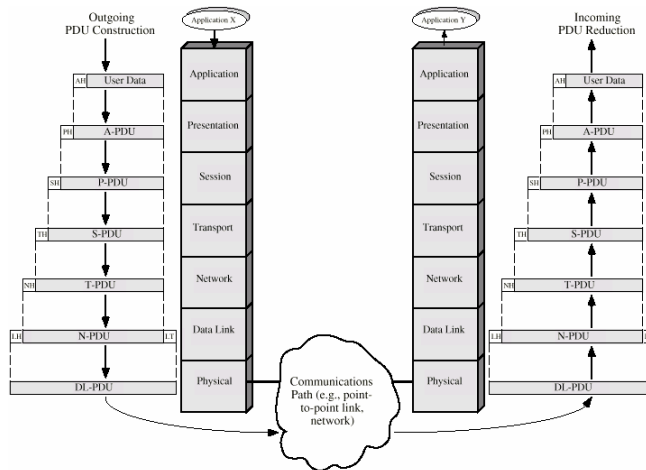 Outgoing
PDU Construction
AH User Data
PH A-PDU
SH P-PDU
TH S-PDU
NH T-PDU
LH N-PDU LT
DL-PDU
Application X
Application
Presentation
Session
Transport
Network
Data Link
Physical
Communications
Path (e.g., point-
to-point link,
network)
Application Y
Application
Presentation
Session
Transport
Network
Data Link
Physical
Incoming
PDU Reduction
AH User Data
PH A-PDU
SH P-PDU
TH S-PDU
NH T-PDU
LH N-PDU
DL-PDU